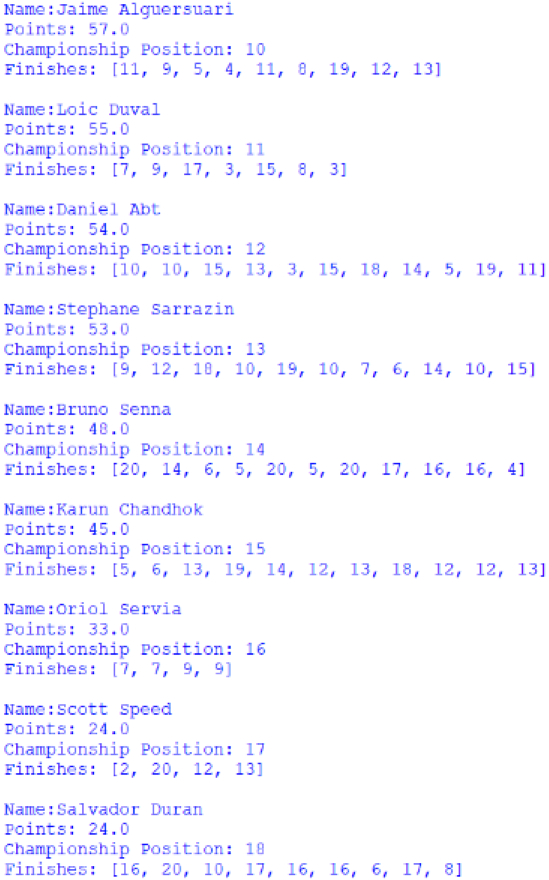 Name:Jaime Alguersuari
Points: 57.0
Championship Position: 10
Finishes: [11, 9, 5, 4, 11, 8, 19, 12, 13]
Name:Loic Duval
Points: 55.0
Championship Position: 11
Finishes: [7, 9, 17, 3, 15, 8, 3]
Name:Daniel Abt
Points: 54.0
Championship Position: 12
Finishes: [10, 10, 15, 13, 3, 15, 18, 14, 5, 19, 11]
Name:Stephane Sarrazin
Points: 53.0
Championship Position: 13
Finishes: [9, 12, 18, 10, 19, 10, 7, 6, 14, 10, 15]
Name:Bruno Senna
Points: 48.0
Championship Position: 14
Finishes: [20, 14, 6, 5, 20, 5, 20, 17, 16, 16, 4]
Name:Karun Chandhok
Points: 45.0
Championship Position: 15
Finishes: [5, 6, 13, 19, 14, 12, 13, 18, 12, 12, 13]
Name:Oriol Servia
Points: 33.0
Championship Position: 16
Finishes: [7, 7, 9, 9]
Name:Scott Speed
Points: 24.0
Championship Position: 17
Finishes: [2, 20, 12, 13]
Name:Salvador Duran
Points: 24.0
Championship Position: 18
Finishes: [16, 20, 10, 17, 16, 16, 6, 17, 8]